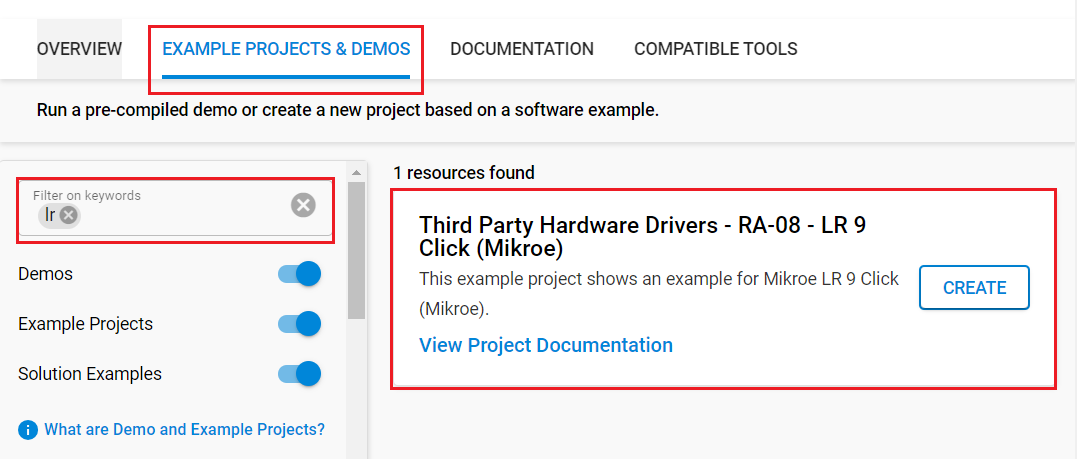 OVERVIEW
EXAMPLE PROJECTS & DEMOS
DOCUMENTATION
COMPATIBLE TOOLS
Run a pre-compiled demo or create a new project based on a software example.
Filter on keywords
lr
Demos
Example Projects
Solution Examples
What are Demo and Example Projects?
1 resources found
Third Party Hardware Drivers - RA-08 - LR 9
Click (Mikroe)
This example project shows an example for Mikroe LR 9 Click
(Mikroe).
View Project Documentation
CREATE